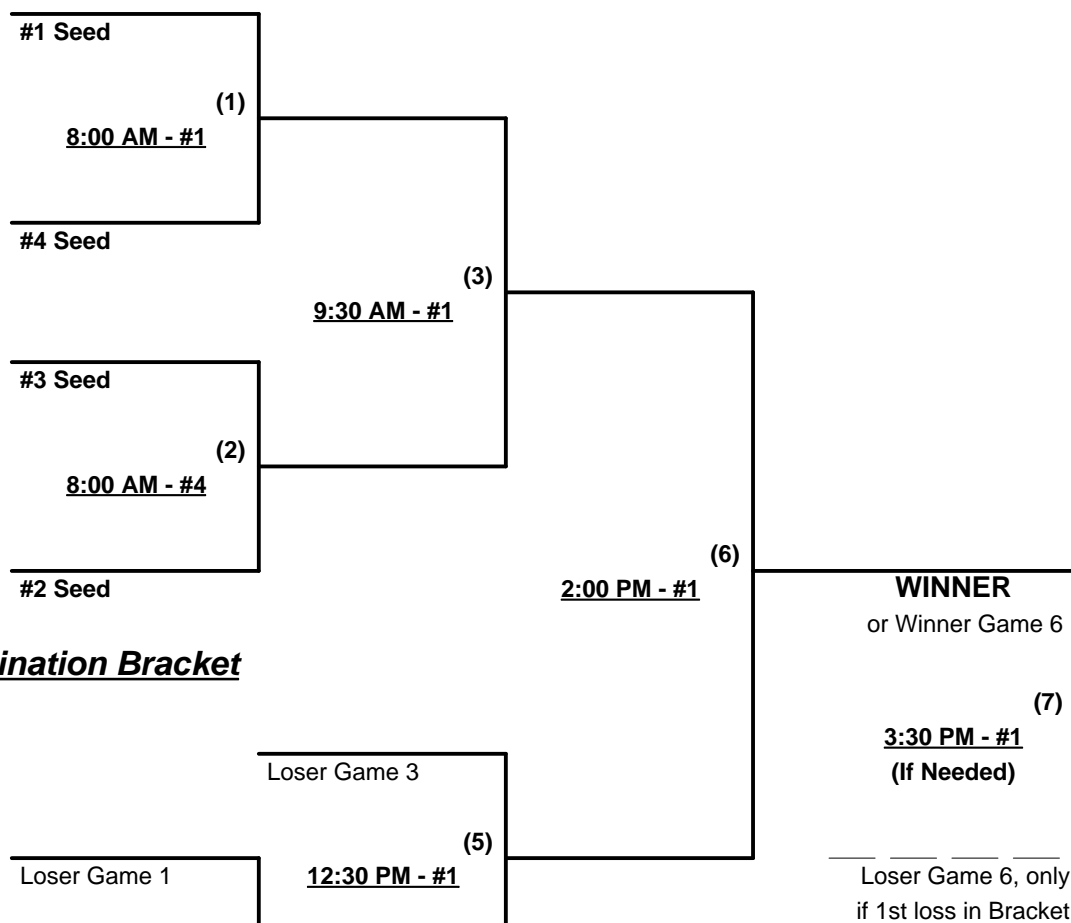 #1 Seed
(1)
8:00 AM - #1
#4 Seed
(3)
9:30 AM - #1
#3 Seed
(2)
8:00 AM - #4
#2 Seed
(6)
2:00 PM - #1
WINNER
or Winner Game 6
ination Bracket
(7)
3:30 PM - #1
(If Needed)
Loser Game 3
(5)
12:30 PM - #1
Loser Game 1
Loser Game 6, only
if 1st loss in Bracket